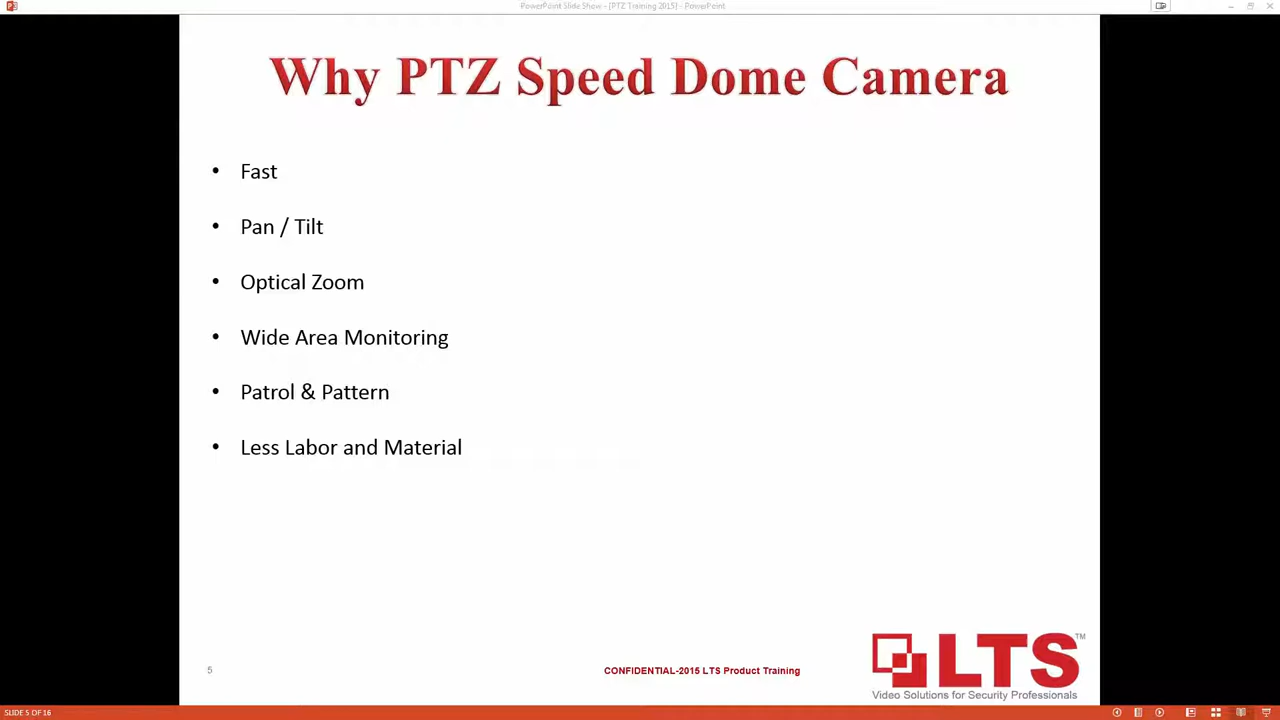 PowerPoint Slide Show - [PTZ Training 2015] - PowerPoint
Why PTZ Speed Dome Camera
• Fast
• Pan / Tilt
• Optical Zoom
• Wide Area Monitoring
• Patrol & Pattern
• Less Labor and Material
5
CONFIDENTIAL-2015 LTS Product Training
LTS™
Video Solutions for Security Professionals
SLIDE 5 OF 16